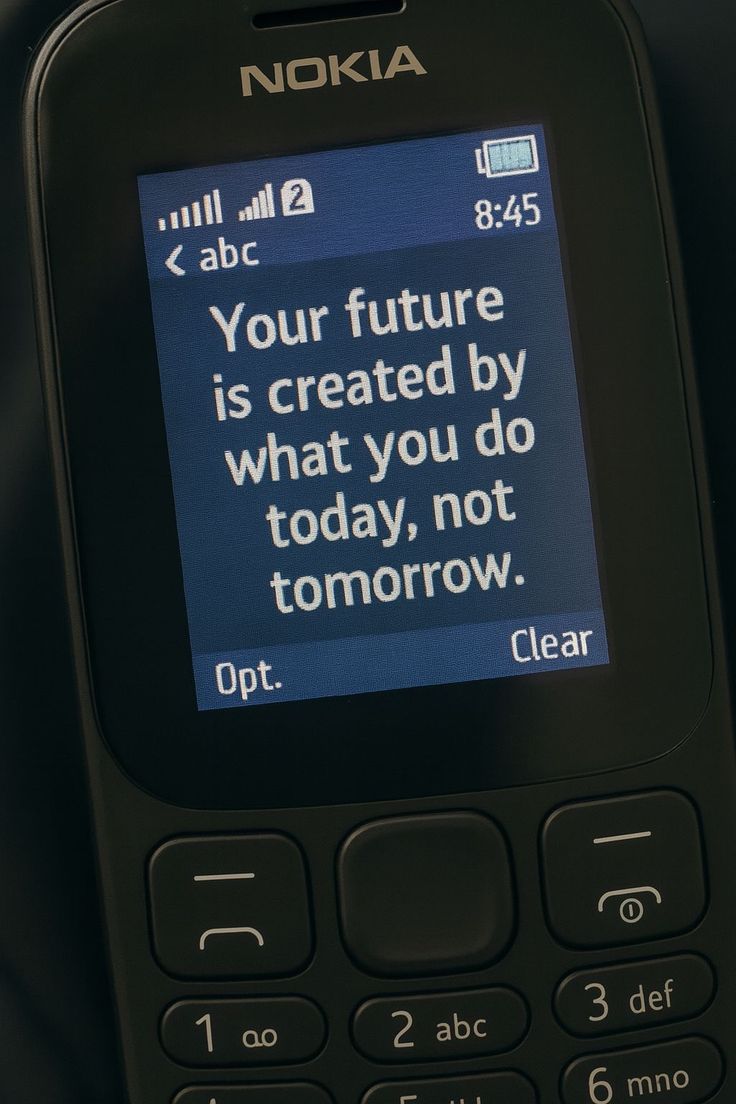 NOKIA
2
8:45
< abc
Your future
is created by
what you do
today, not
tomorrow.
Opt. Clear
1
2 abc
3 def
6 mno